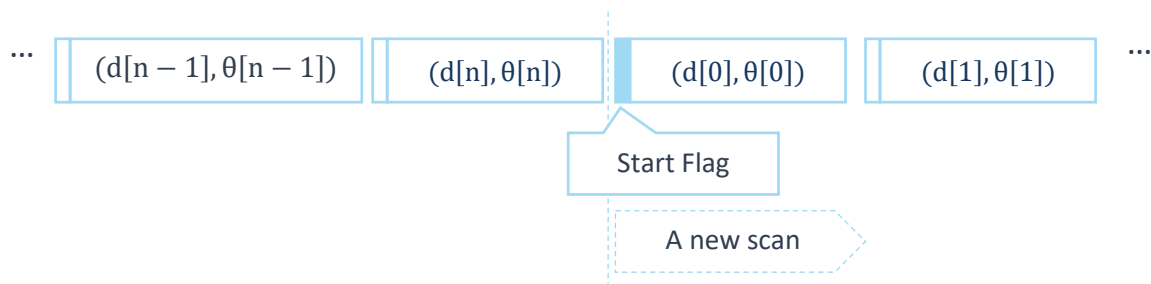 ... (d[n − 1], θ[n − 1]) (d[n], θ[n]) (d[0], θ[0]) (d[1], θ[1]) ...
Start Flag
A new scan